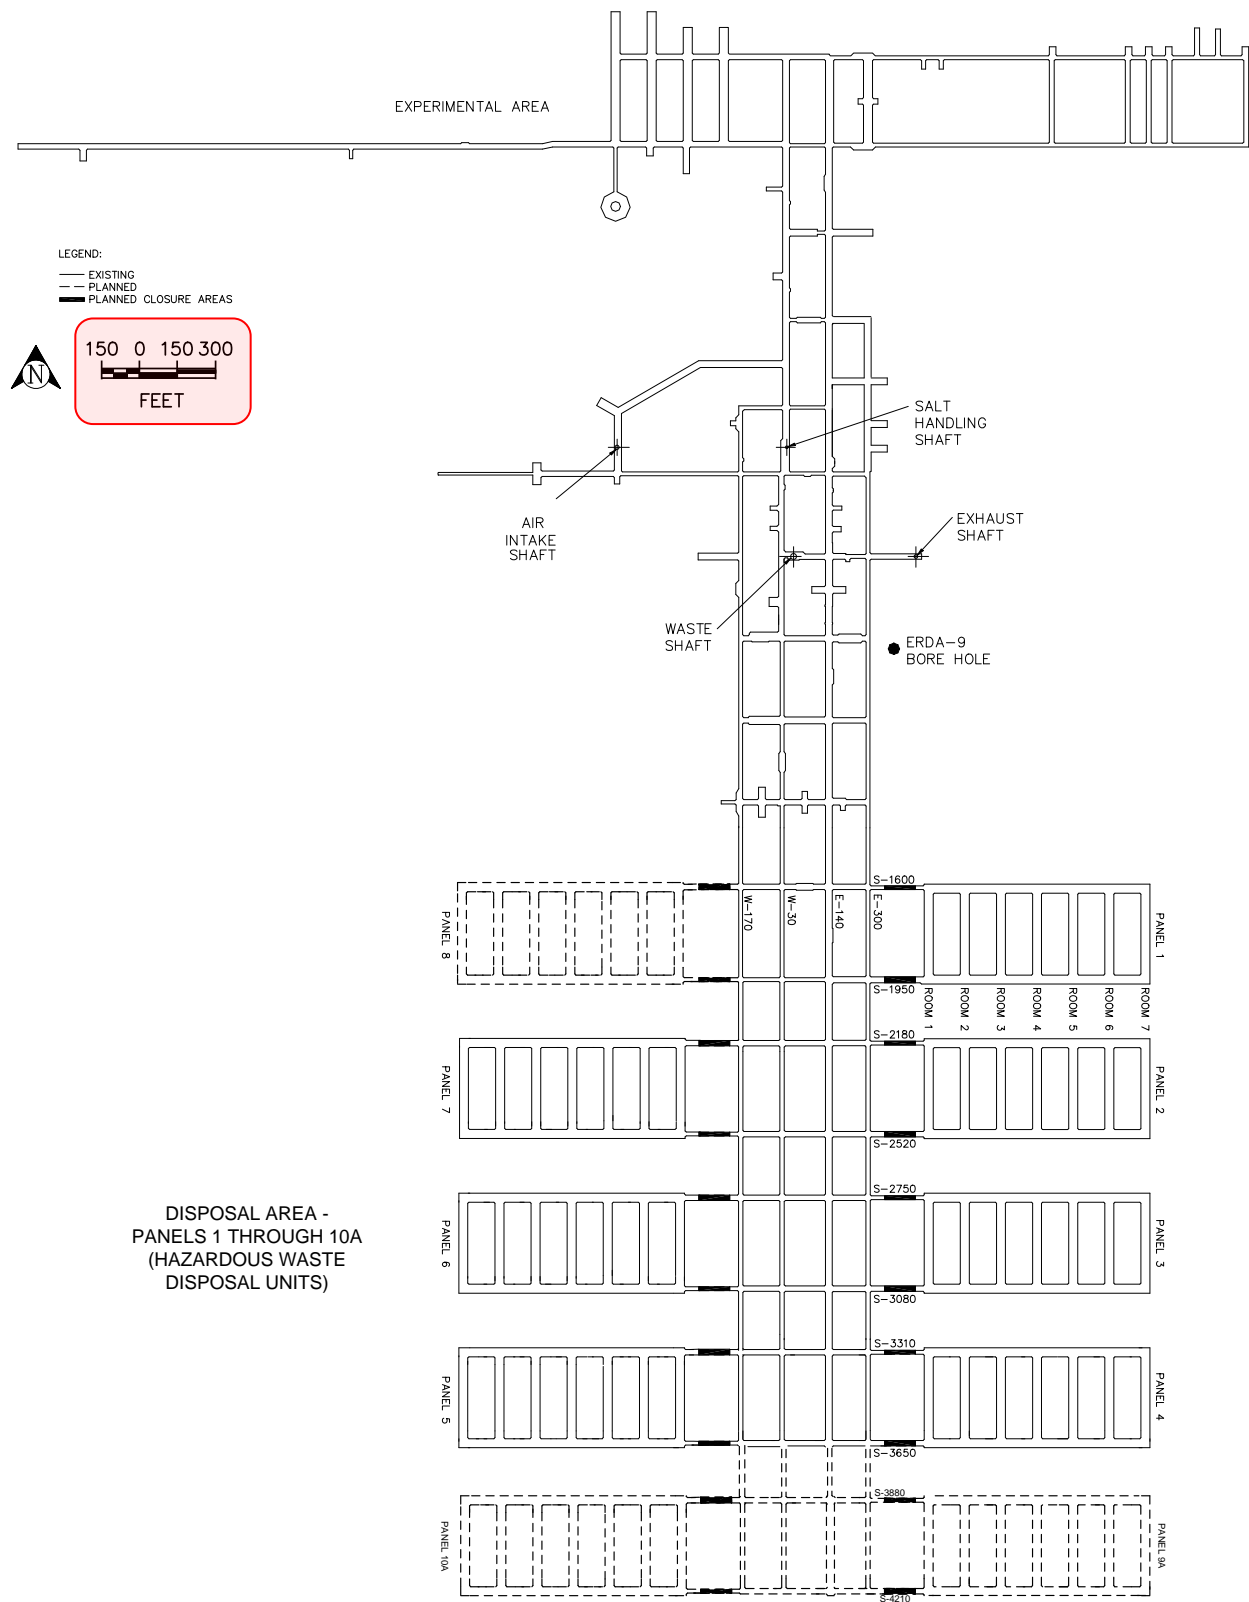 EXPERIMENTAL AREA
LEGEND:
EXISTING
PLANNED
PLANNED CLOSURE AREAS
150 0 150 300
FEET
N
SALT
HANDLING
SHAFT
AIR
INTAKE
SHAFT
EXHAUST
SHAFT
WASTE
SHAFT
ERDA-9
BORE HOLE
S-1600
W-170
W-30
E-140
E-300
PANEL 8
PANEL 1
S-1950
ROOM 1
ROOM 2
ROOM 3
ROOM 4
ROOM 5
ROOM 6
ROOM 7
S-2180
PANEL 7
PANEL 2
S-2520
S-2750
DISPOSAL AREA -
PANELS 1 THROUGH 10A
(HAZARDOUS WASTE
DISPOSAL UNITS)
PANEL 6
PANEL 3
S-3080
S-3310
PANEL 5
PANEL 4
S-3650
S-3880
PANEL 10A
PANEL 9A
S-4210